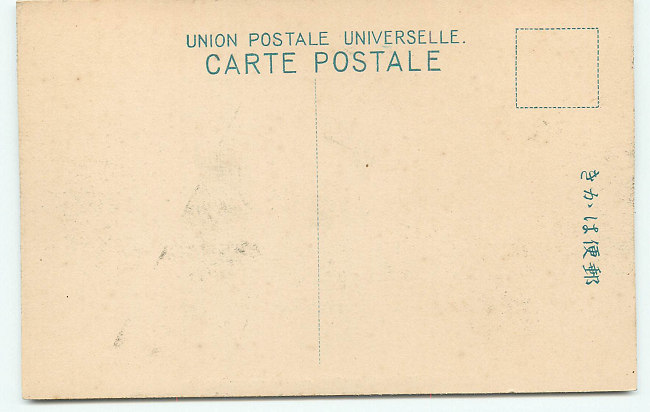 UNION POSTALE UNIVERSELLE.
CARTE POSTALE
郵便はかき